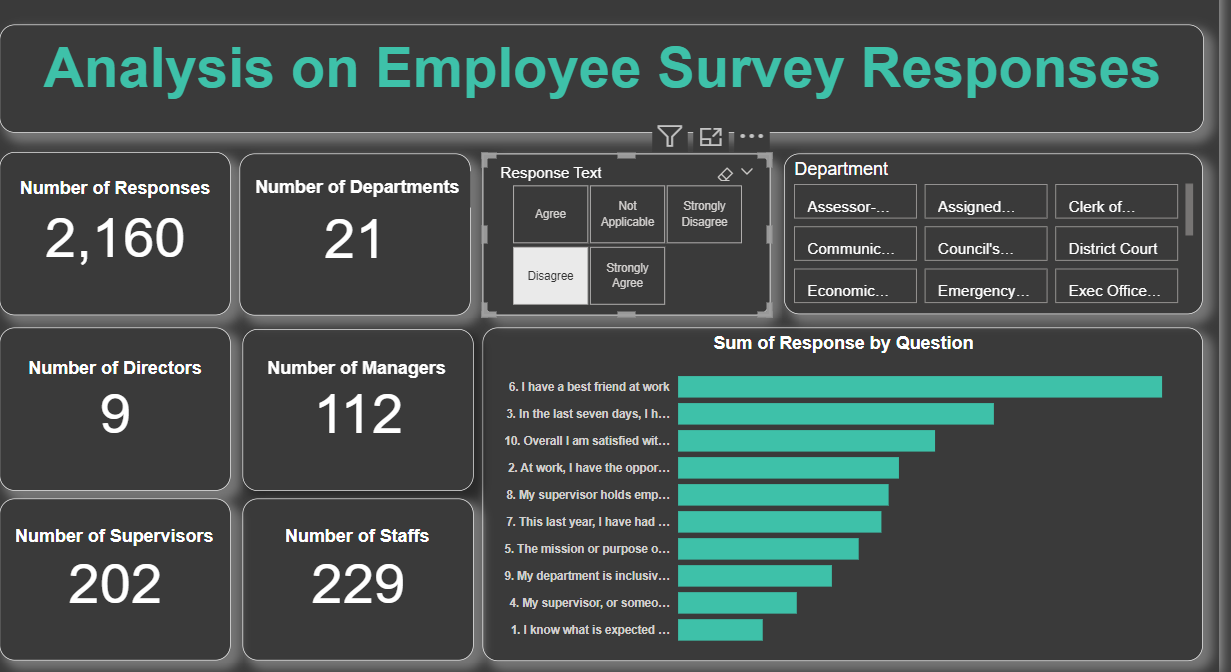 Analysis on Employee Survey Responses
Number of Responses
2,160
Number of Departments
21
Response Text
Agree
Not
Applicable
Strongly
Disagree
Disagree
Strongly
Agree
Department
Assessor-...
Assigned...
Clerk of...
Communic...
Council's...
District Court
Economic...
Emergency...
Exec Office...
Number of Directors
9
Number of Managers
112
Number of Supervisors
202
Number of Staffs
229
Sum of Response by Question
6. I have a best friend at work
3. In the last seven days, I h...
10. Overall I am satisfied wit...
2. At work, I have the oppor...
8. My supervisor holds emp...
7. This last year, I have had ...
5. The mission or purpose o...
9. My department is inclusiv...
4. My supervisor, or someo...
1. I know what is expected ...